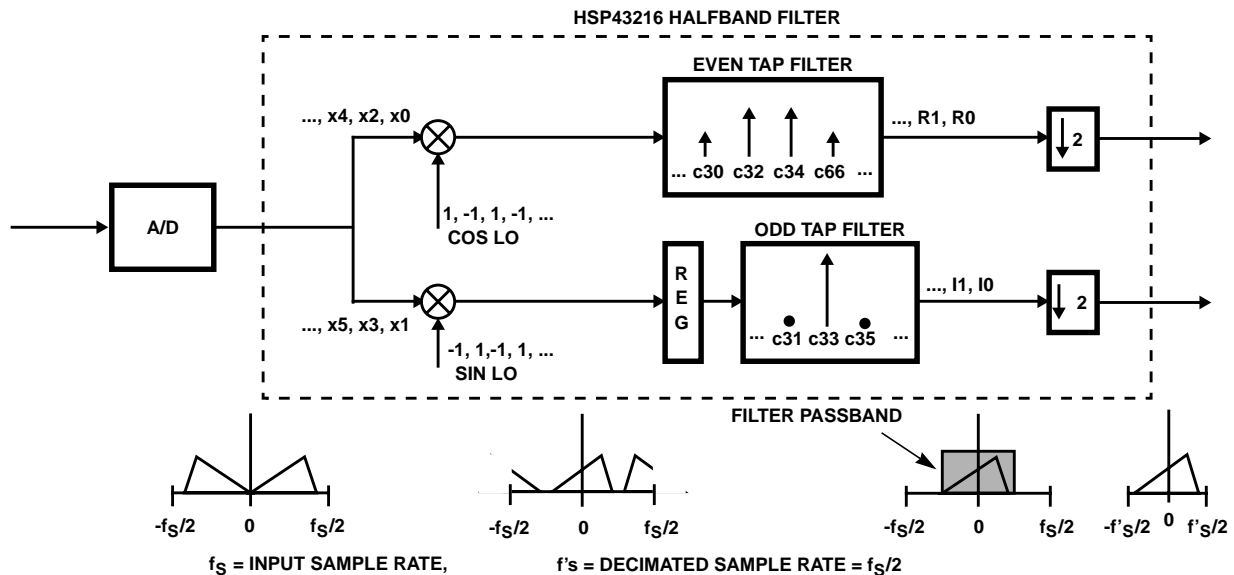 HSP43216 HALFBAND FILTER
EVEN TAP FILTER
..., x4, x2, x0
..., R1, R0
2
... c30 c32 c34 c66 ...
1, -1, 1, -1, ...
COS LO
A/D
ODD TAP FILTER
R
E
G
..., I1, I0
2
..., x5, x3, x1
... c31 c33 c35 ...
-1, 1,-1, 1, ...
SIN LO
FILTER PASSBAND
-fS/2 0 fS/2
-fS/2 0 fS/2
-fS/2 0 fS/2
-f'S/2 0 f'S/2
fS = INPUT SAMPLE RATE,
f's = DECIMATED SAMPLE RATE = fS/2